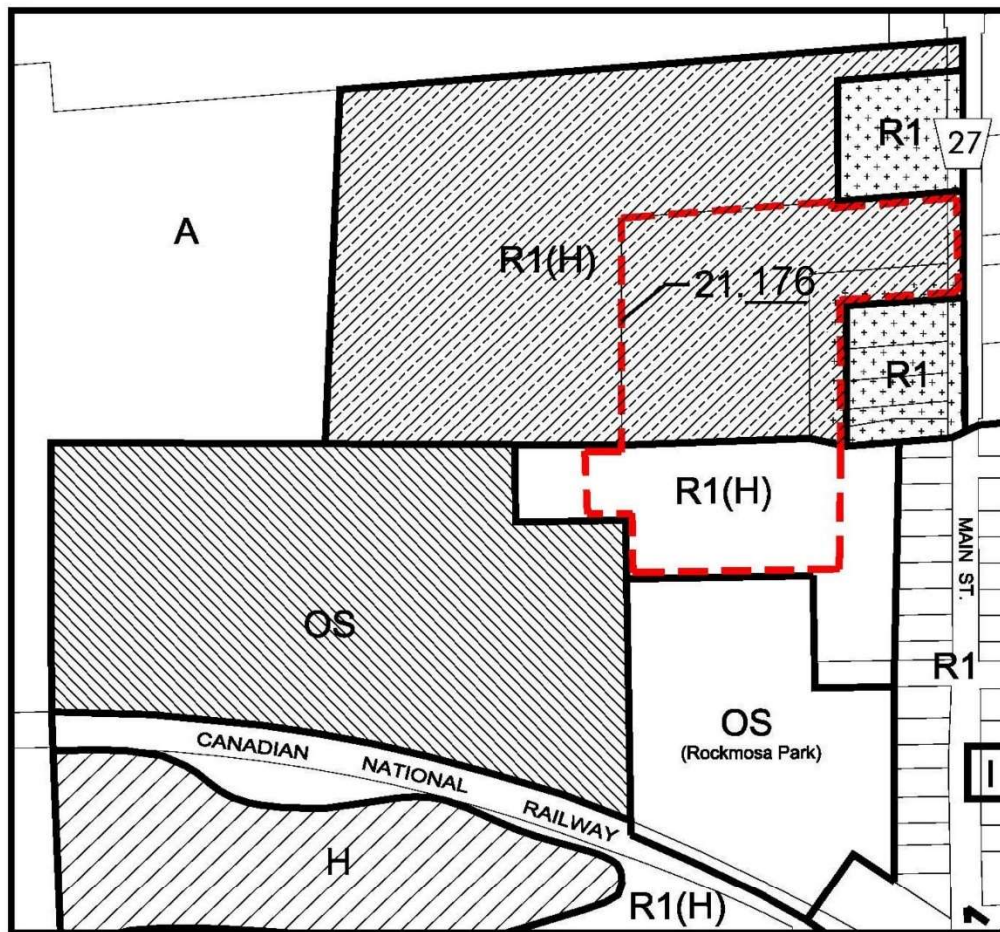 R1
27
A
R1(H)
21.176
R1
R1(H)
MAIN ST.
OS
R1
OS
(Rockmosa Park)
CANADIAN NATIONAL RAILWAY
I
H
R1(H)